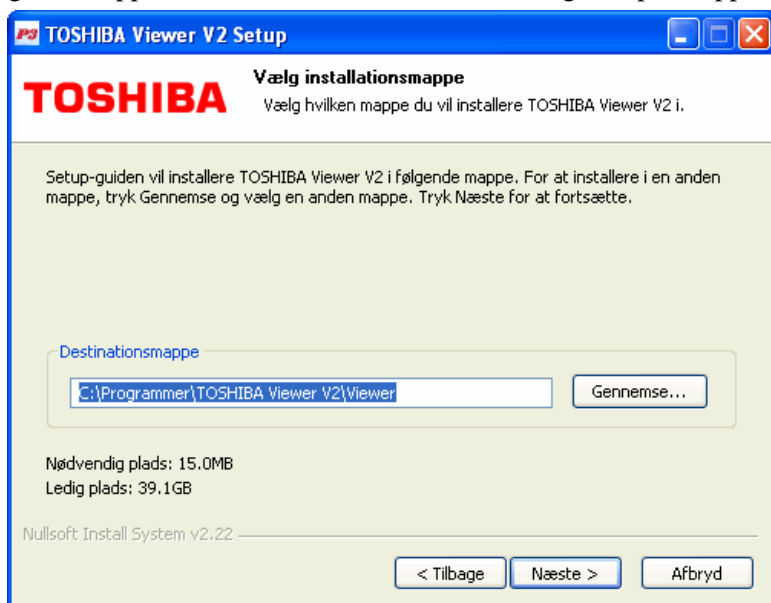 TOSHIBA Viewer V2 Setup
TOSHIBA
Vælg installationsmappe
Vælg hvilken mappe du vil installere TOSHIBA Viewer V2 i.
Setup-guiden vil installere TOSHIBA Viewer V2 i følgende mappe. For at installere i en anden
mappe, tryk Gennemse og vælg en anden mappe. Tryk Næste for at fortsætte.
Destinationsmappe
C:\Programmer\TOSHIBA Viewer V2\Viewer
Gennemse...
Nødvendig plads: 15.0MB
Ledig plads: 39.1GB
Nullsoft Install System v2.22
< Tilbage
Næste >
Afbryd